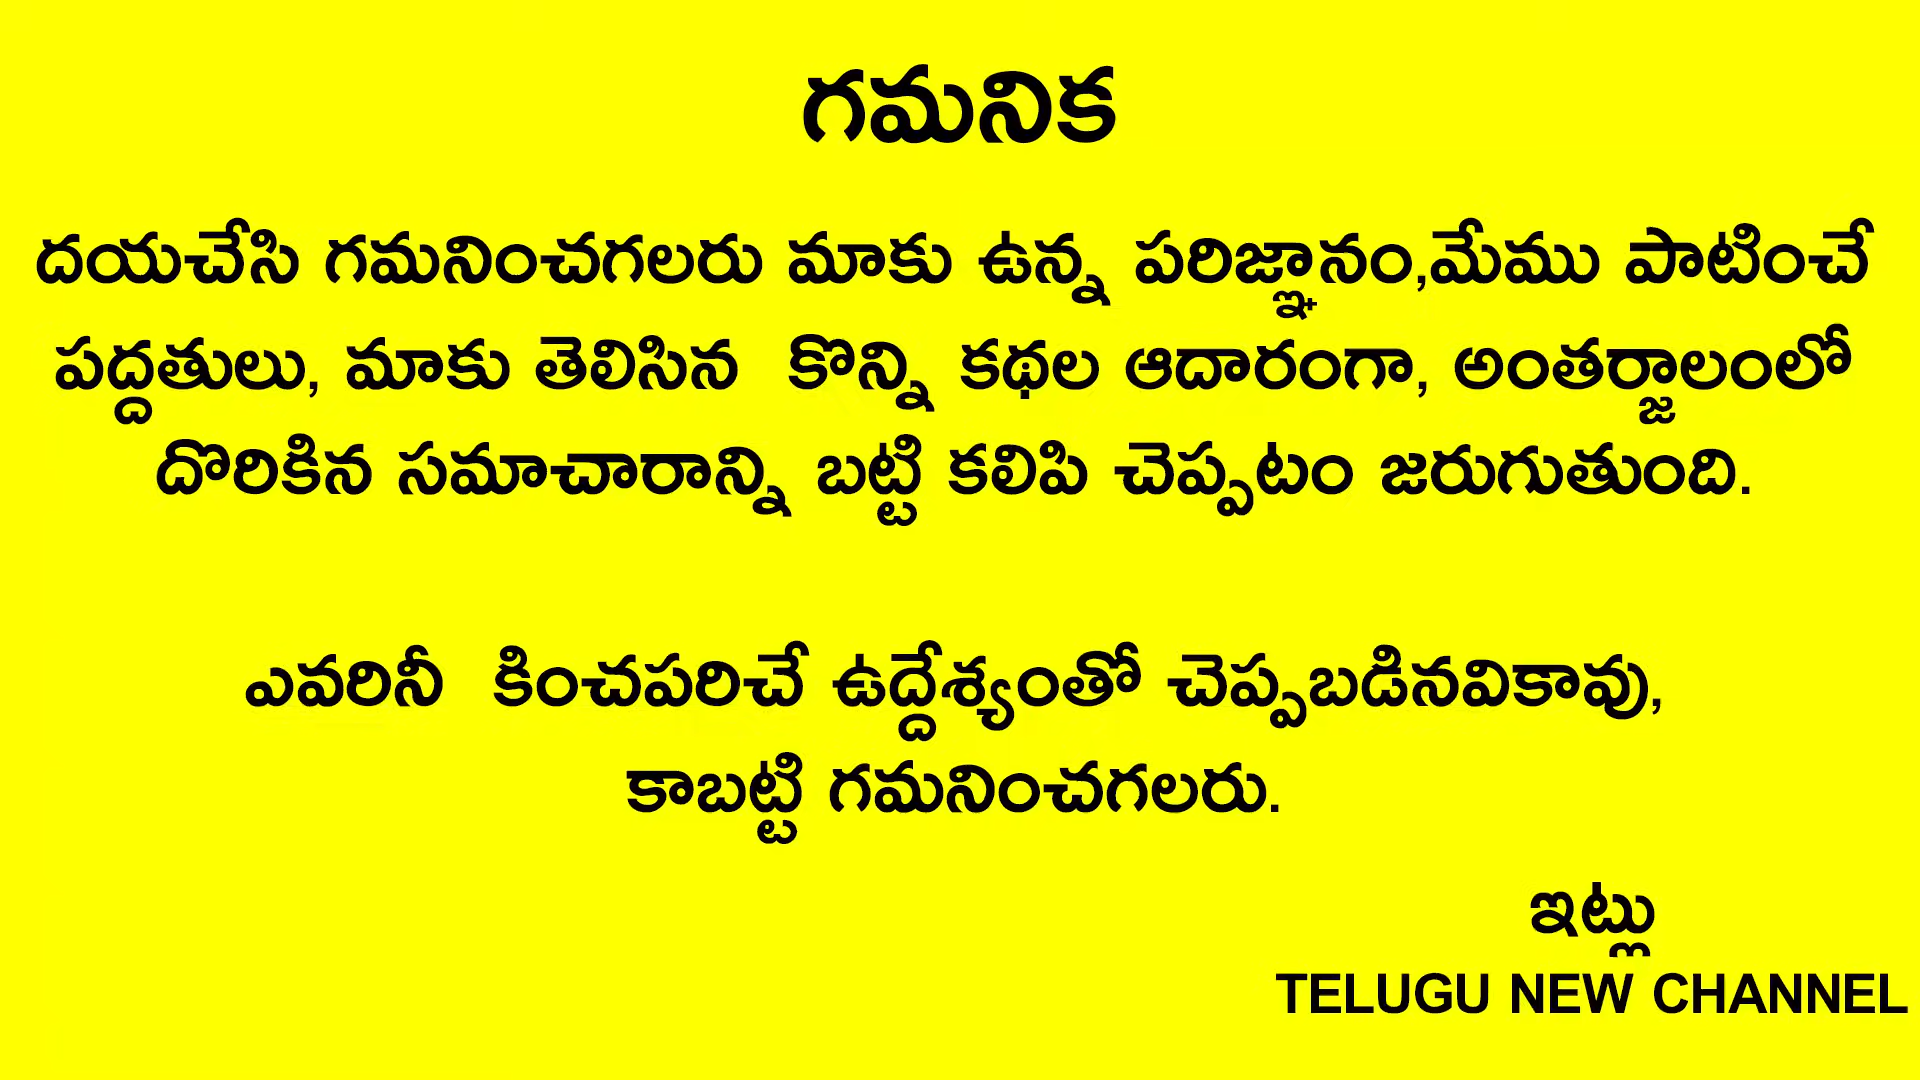 గమనిక
దయచేసి గమనించగలరు మాకు ఉన్న పరిజ్ఞానం,మేము పాటించే
పద్దతులు, మాకు తెలిసిన కొన్ని కథల ఆదారంగా, అంతర్జాలంలో
దొరికిన సమాచారాన్ని బట్టి కలిపి చెప్పటం జరుగుతుంది.
ఎవరినీ కించపరిచే ఉద్దేశ్యంతో చెప్పబడినవికావు,
కాబట్టి గమనించగలరు.
ఇట్లు
TELUGU NEW CHANNEL